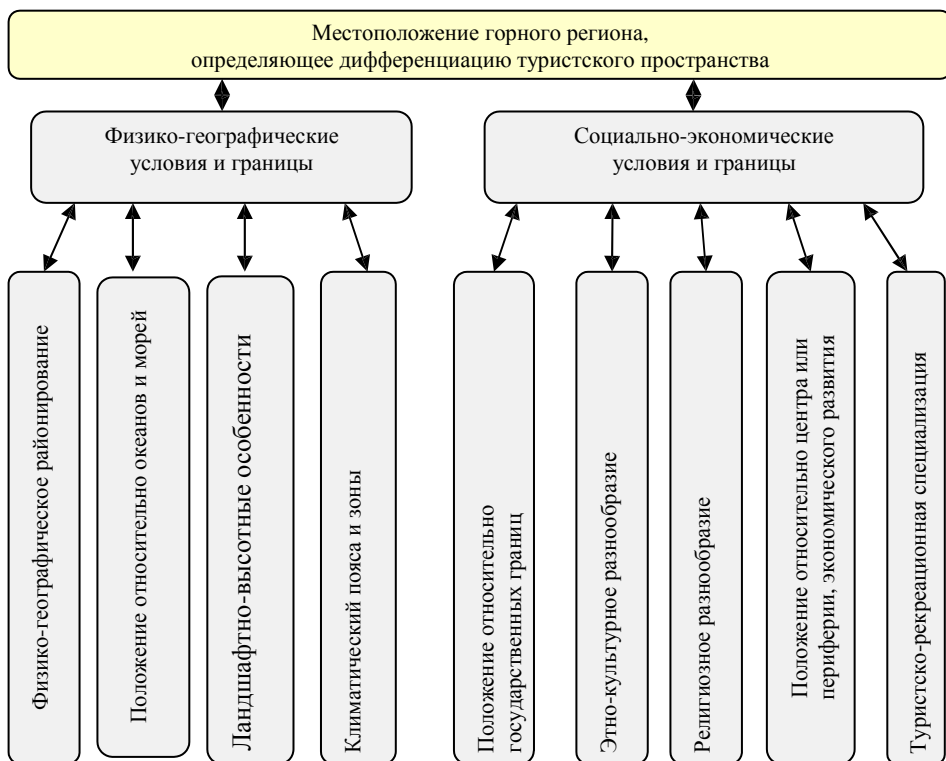 Местоположение горного региона,
определяющее дифференциацию туристского пространства
Физико-географические
условия и границы
Социально-экономические
условия и границы
Физико-географическое районирование
Положение относительно океанов и морей
Ландшафтно-высотные особенности
Климатический пояса и зоны
Положение относительно
государственных границ
Этно-культурное разнообразие
Религиозное разнообразие
Положение относительно центра или
периферии, экономического развития
Туристско-рекреационная специализация